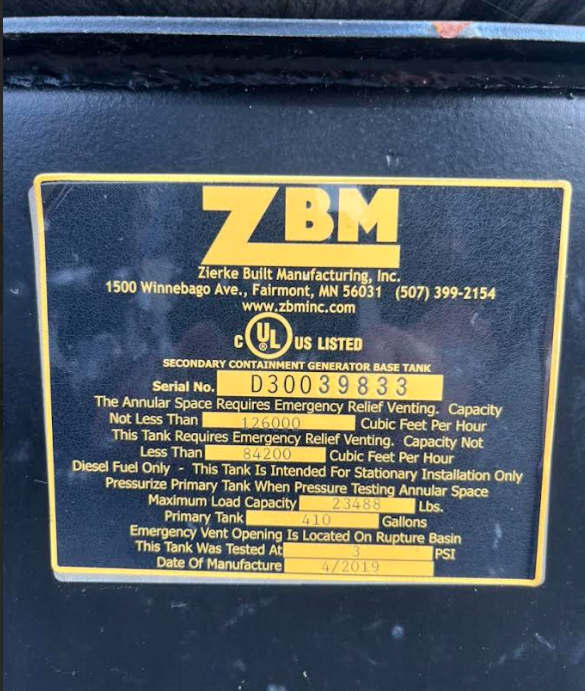 ZBM
Zierke Built Manufacturing, Inc.
1500 Winnebago Ave., Fairmont, MN 56031 (507) 399-2154
www.zbminc.com
C UL ® US LISTED
SECONDARY CONTAINMENT GENERATOR BASE TANK
Serial No. D30039833
The Annular Space Requires Emergency Relief Venting. Capacity
Not Less Than 126000 Cubic Feet Per Hour
This Tank Requires Emergency Relief Venting. Capacity Not
Less Than 84200 Cubic Feet Per Hour
Diesel Fuel Only - This Tank Is Intended For Stationary Installation Only
Pressurize Primary Tank When Pressure Testing Annular Space
Maximum Load Capacity 23488 Lbs.
Primary Tank 410 Gallons
Emergency Vent Opening Is Located On Rupture Basin
This Tank Was Tested At 3 PSI
Date Of Manufacture 4/2019